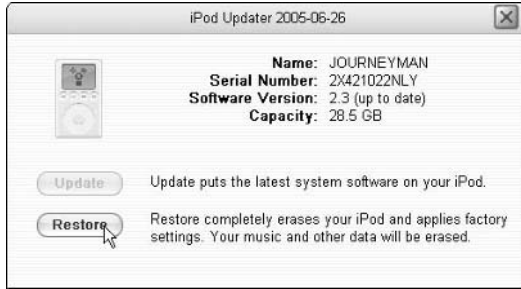 iPod Updater 2005-06-26
Name: JOURNEYMAN
Serial Number: 2X421022NLY
Software Version: 2.3 (up to date)
Capacity: 28.5 GB
Update
Update puts the latest system software on your iPod.
Restore
Restore completely erases your iPod and applies factory
settings. Your music and other data will be erased.